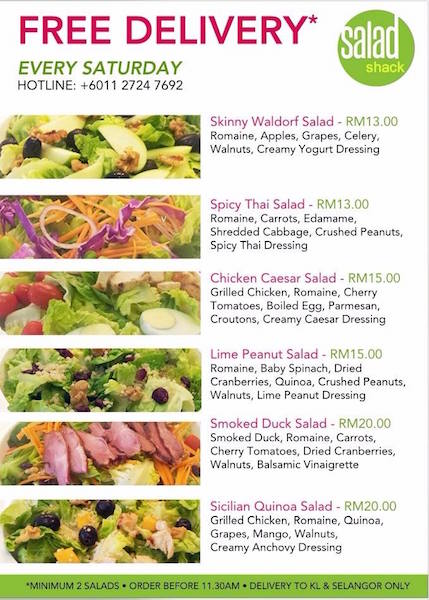 FREE DELIVERY*
salad
shack
EVERY SATURDAY
HOTLINE: +6011 2724 7692
Skinny Waldorf Salad - RM13.00
Romaine, Apples, Grapes, Celery,
Walnuts, Creamy Yogurt Dressing
Spicy Thai Salad - RM13.00
Romaine, Carrots, Edamame,
Shredded Cabbage, Crushed Peanuts,
Spicy Thai Dressing
Chicken Caesar Salad - RM15.00
Grilled Chicken, Romaine, Cherry
Tomatoes, Boiled Egg, Parmesan,
Croutons, Creamy Caesar Dressing
Lime Peanut Salad - RM15.00
Romaine, Baby Spinach, Dried
Cranberries, Quinoa, Crushed Peanuts,
Walnuts, Lime Peanut Dressing
Smoked Duck Salad - RM20.00
Smoked Duck, Romaine, Carrots,
Cherry Tomatoes, Dried Cranberries,
Walnuts, Balsamic Vinaigrette
Sicilian Quinoa Salad - RM20.00
Grilled Chicken, Romaine, Quinoa,
Grapes, Mango, Walnuts,
Creamy Anchovy Dressing
*MINIMUM 2 SALADS • ORDER BEFORE 11.30AM • DELIVERY TO KL & SELANGOR ONLY